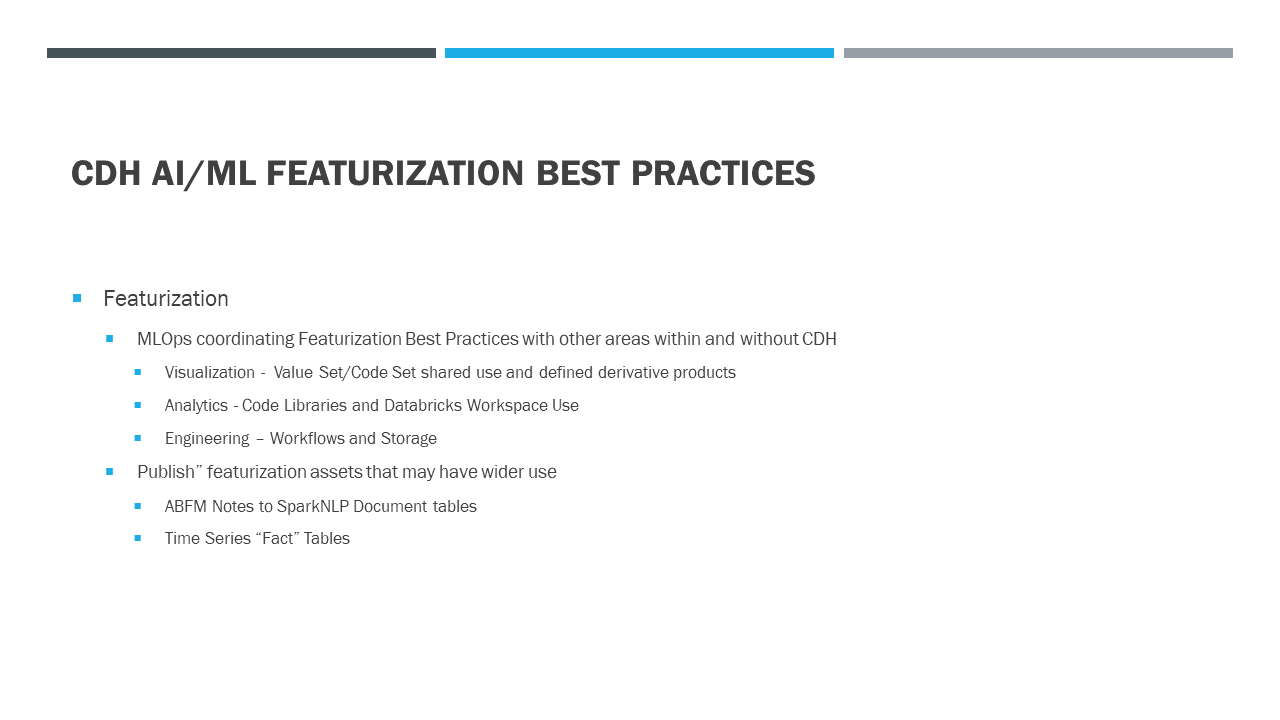 CDH AI/ML FEATURIZATION BEST PRACTICES
Featurization
MLOps coordinating Featurization Best Practices with other areas within and without CDH
Visualization - Value Set/Code Set shared use and defined derivative products
Analytics - Code Libraries and Databricks Workspace Use
Engineering – Workflows and Storage
Publish” featurization assets that may have wider use
ABFM Notes to SparkNLP Document tables
Time Series “Fact” Tables